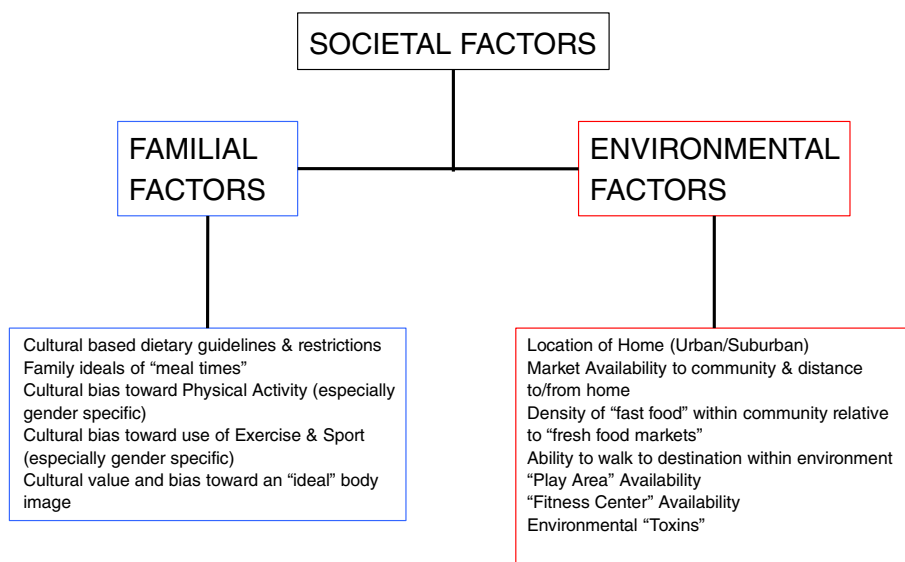 SOCIETAL FACTORS
FAMILIAL
FACTORS
ENVIRONMENTAL
FACTORS
Cultural based dietary guidelines & restrictions
Family ideals of “meal times”
Cultural bias toward Physical Activity (especially
gender specific)
Cultural bias toward use of Exercise & Sport
(especially gender specific)
Cultural value and bias toward an “ideal” body
image
Location of Home (Urban/Suburban)
Market Availability to community & distance
to/from home
Density of “fast food” within community relative
to “fresh food markets”
Ability to walk to destination within environment
“Play Area” Availability
“Fitness Center” Availability
Environmental “Toxins”